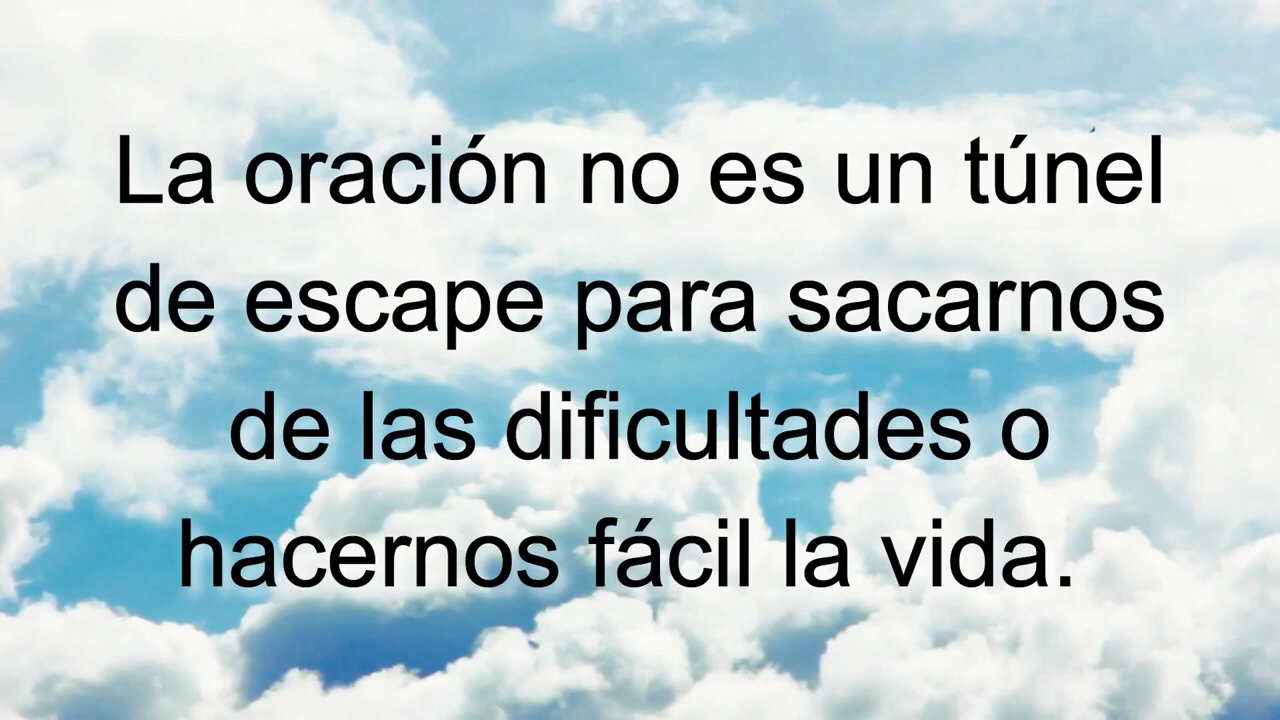 La oración no es un túnel
de escape para sacarnos
de las dificultades o
hacernos fácil la vida.